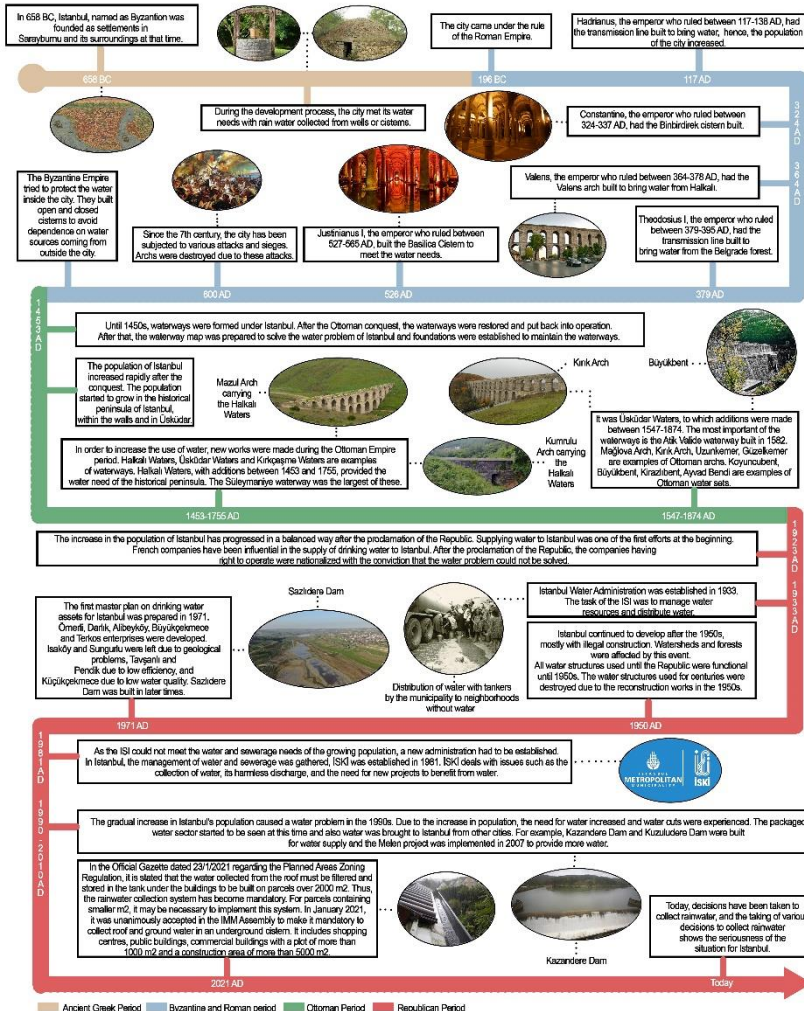 In 658 BC, Istanbul, named as Byzantion was
founded as settlements in
Sarayburnu and its surroundings at that time.
The city came under the rule
of the Roman Empire.
Hadrianus, the emperor who ruled between 117-138 AD, had
the transmission line built to bring water, hence, the population
of the city increased.
658 BC
196 BC
117 AD
During the development process, the city met its water
needs with rain water collected from wells or cisterns.
Constantine, the emperor who ruled between
324-337 AD, had the Binbirdirek cistern built.
324AD
364AD
The Byzantine Empire
tried to protect the water
inside the city. They built
open and closed
cisterns to avoid
dependence on water
sources coming from
outside the city.
Since the 7th century, the city has been
subjected to various attacks and sieges.
Archs were destroyed due to these attacks.
Justinianus I, the emperor who ruled between
527-565 AD, built the Basilica Cistern to
meet the water needs.
Valens, the emperor who ruled between 364-378 AD, had the
Valens arch built to bring water from Halkalı.
Theodosius I, the emperor who ruled
between 379-395 AD, had the
transmission line built to
bring water from the Belgrade forest.
600 AD
526 AD
379 AD
1453AD
Until 1450s, waterways were formed under Istanbul. After the Ottoman conquest, the waterways were restored and put back into operation.
After that, the waterway map was prepared to solve the water problem of Istanbul and foundations were established to maintain the waterways.
The population of Istanbul
increased rapidly after the
conquest. The population
started to grow in the historical
peninsula of Istanbul,
within the walls and in Üsküdar.
Mazul Arch
carrying
the Halkalı
Waters
Kırık Arch
Büyükbent
In order to increase the use of water, new works were made during the Ottoman Empire
period. Halkalı Waters, Üsküdar Waters and Kırkçeşme Waters are examples
of waterways. Halkalı Waters, with additions between 1453 and 1755, provided the
water need of the historical peninsula. The Süleymaniye waterway was the largest of these.
Kumrulu
Arch carrying
the Halkalı
Waters
It was Üsküdar Waters, to which additions were made
between 1547-1874. The most important of the
waterways is the Atik Valide waterway built in 1582.
Mağlova Arch, Kırık Arch, Uzunkemer, Güzelkemer
are examples of Ottoman archs. Koyuncubent,
Büyükbent, Kirazlıbent, Ayvad Bendi are examples of
Ottoman water sets.
1453-1755 AD
1547-1874 AD
1923AD
1933AD
The increase in the population of Istanbul has progressed in a balanced way after the proclamation of the Republic. Supplying water to Istanbul was one of the first efforts at the beginning.
French companies have been influential in the supply of drinking water to Istanbul. After the proclamation of the Republic, the companies having
right to operate were nationalized with the conviction that the water problem could not be solved.
The first master plan on drinking water
assets for Istanbul was prepared in 1971.
Ömerli, Darlık, Alibeyköy, Büyükçekmece
and Terkos enterprises were developed.
Isaköy and Sungurlu were left due to geological
problems, Tavşanlı and
Pendik due to low efficiency, and
Küçükçekmece due to low water quality. Sazlıdere
Dam was built in later times.
Sazlıdere Dam
Distribution of water with tankers
by the municipality to neighborhoods
without water
Istanbul Water Administration was established in 1933.
The task of the ISI was to manage water
resources and distribute water.
Istanbul continued to develop after the 1950s,
mostly with illegal construction. Watersheds and forests
were affected by this event.
All water structures used until the Republic were functional
until 1950s. The water structures used for centuries were
destroyed due to the reconstruction works in the 1950s.
1971 AD
1950 AD
1981AD
As the ISI could not meet the water and sewerage needs of the growing population, a new administration had to be established.
In Istanbul, the management of water and sewerage was gathered, İSKİ was established in 1981. İSKİ deals with issues such as the
collection of water, its harmless discharge, and the need for new projects to benefit from water.
ISTANBUL
METROPOLITAN
MUNICIPALITY
İSKİ
1990 - 2010AD
The gradual increase in Istanbul's population caused a water problem in the 1990s. Due to the increase in population, the need for water increased and water cuts were experienced. The packaged
water sector started to be seen at this time and also water was brought to Istanbul from other cities. For example, Kazandere Dam and Kuzuludere Dam were built
for water supply and the Melen project was implemented in 2007 to provide more water.
In the Official Gazette dated 23/1/2021 regarding the Planned Areas Zoning
Regulation, it is stated that the water collected from the roof must be filtered and
stored in the tank under the buildings to be built on parcels over 2000 m2. Thus,
the rainwater collection system has become mandatory. For parcels containing
smaller m2, it may be necessary to implement this system. In January 2021,
it was unanimously accepted in the IMM Assembly to make it mandatory to
collect roof and ground water in an underground cistern. It includes shopping
centres, public buildings, commercial buildings with a plot of more than
1000 m2 and a construction area of more than 5000 m2.
Kazandere Dam
Today, decisions have been taken to
collect rainwater, and the taking of variou
decisions to collect rainwater
shows the seriousness of the
situation for Istanbul.
2021 AD
Today
Ancient Greek Period
Byzantine and Roman period
Ottoman Period
Republican Period